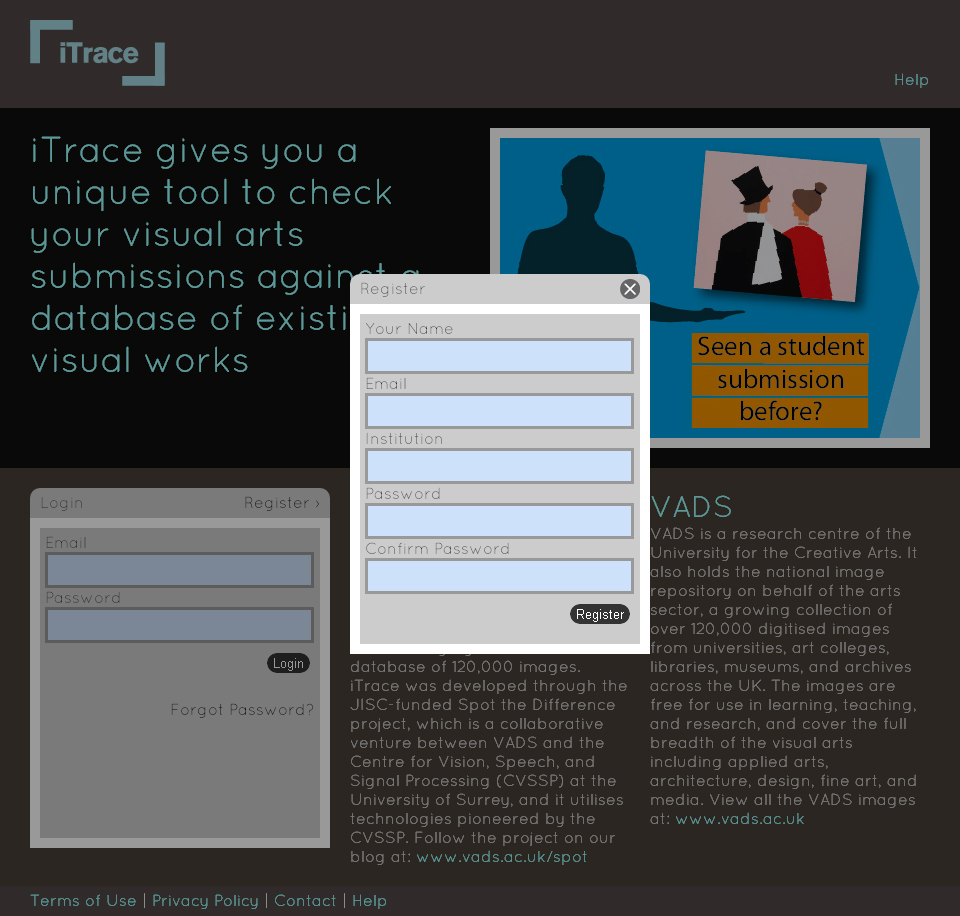 iTrace
Help
iTrace gives you a
unique tool to check
your visual arts
submissions against a
database of existi
visual works
Seen a student
submission
before?
Register
Your Name
Email
Institution
Password
Confirm Password
Register
Login
Register ›
Email
Password
Login
Forgot Password?
database of 120,000 images.
iTrace was developed through the
JISC-funded Spot the Difference
project, which is a collaborative
venture between VADS and the
Centre for Vision, Speech, and
Signal Processing (CVSSP) at the
University of Surrey, and it utilises
technologies pioneered by the
CVSSP. Follow the project on our
blog at: www.vads.ac.uk/spot
VADS
VADS is a research centre of the
University for the Creative Arts. It
also holds the national image
repository on behalf of the arts
sector, a growing collection of
over 120,000 digitised images
from universities, art colleges,
libraries, museums, and archives
across the UK. The images are
free for use in learning, teaching,
and research, and cover the full
breadth of the visual arts
including applied arts,
architecture, design, fine art, and
media. View all the VADS images
at: www.vads.ac.uk
Terms of Use | Privacy Policy | Contact | Help